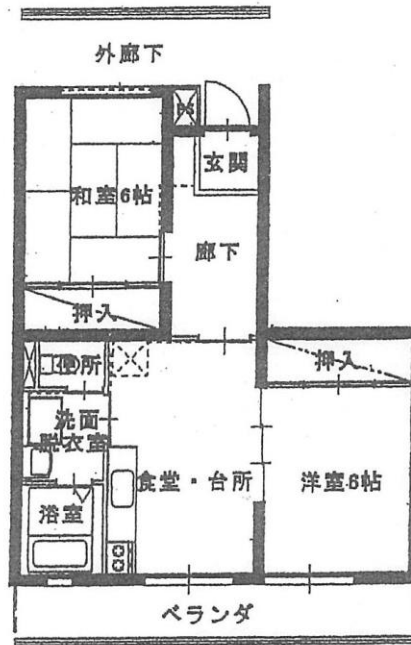 外廊下
PS
玄関
和室6帖
廊下
押入
押入
便所
洗面
脱衣室
食堂・台所
洋室6帖
浴室
ベランダ